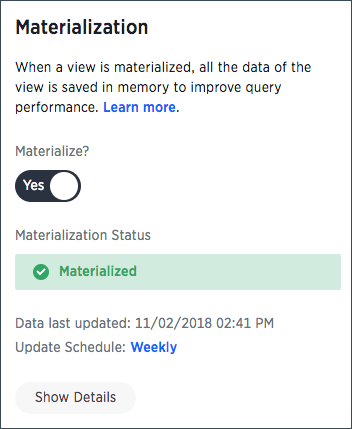 Materialization
When a view is materialized, all the data of the
view is saved in memory to improve query
performance. Learn more.
Materialize?
Yes
Materialization Status
Materialized
Data last updated: 11/02/2018 02:41 PM
Update Schedule: Weekly
Show Details